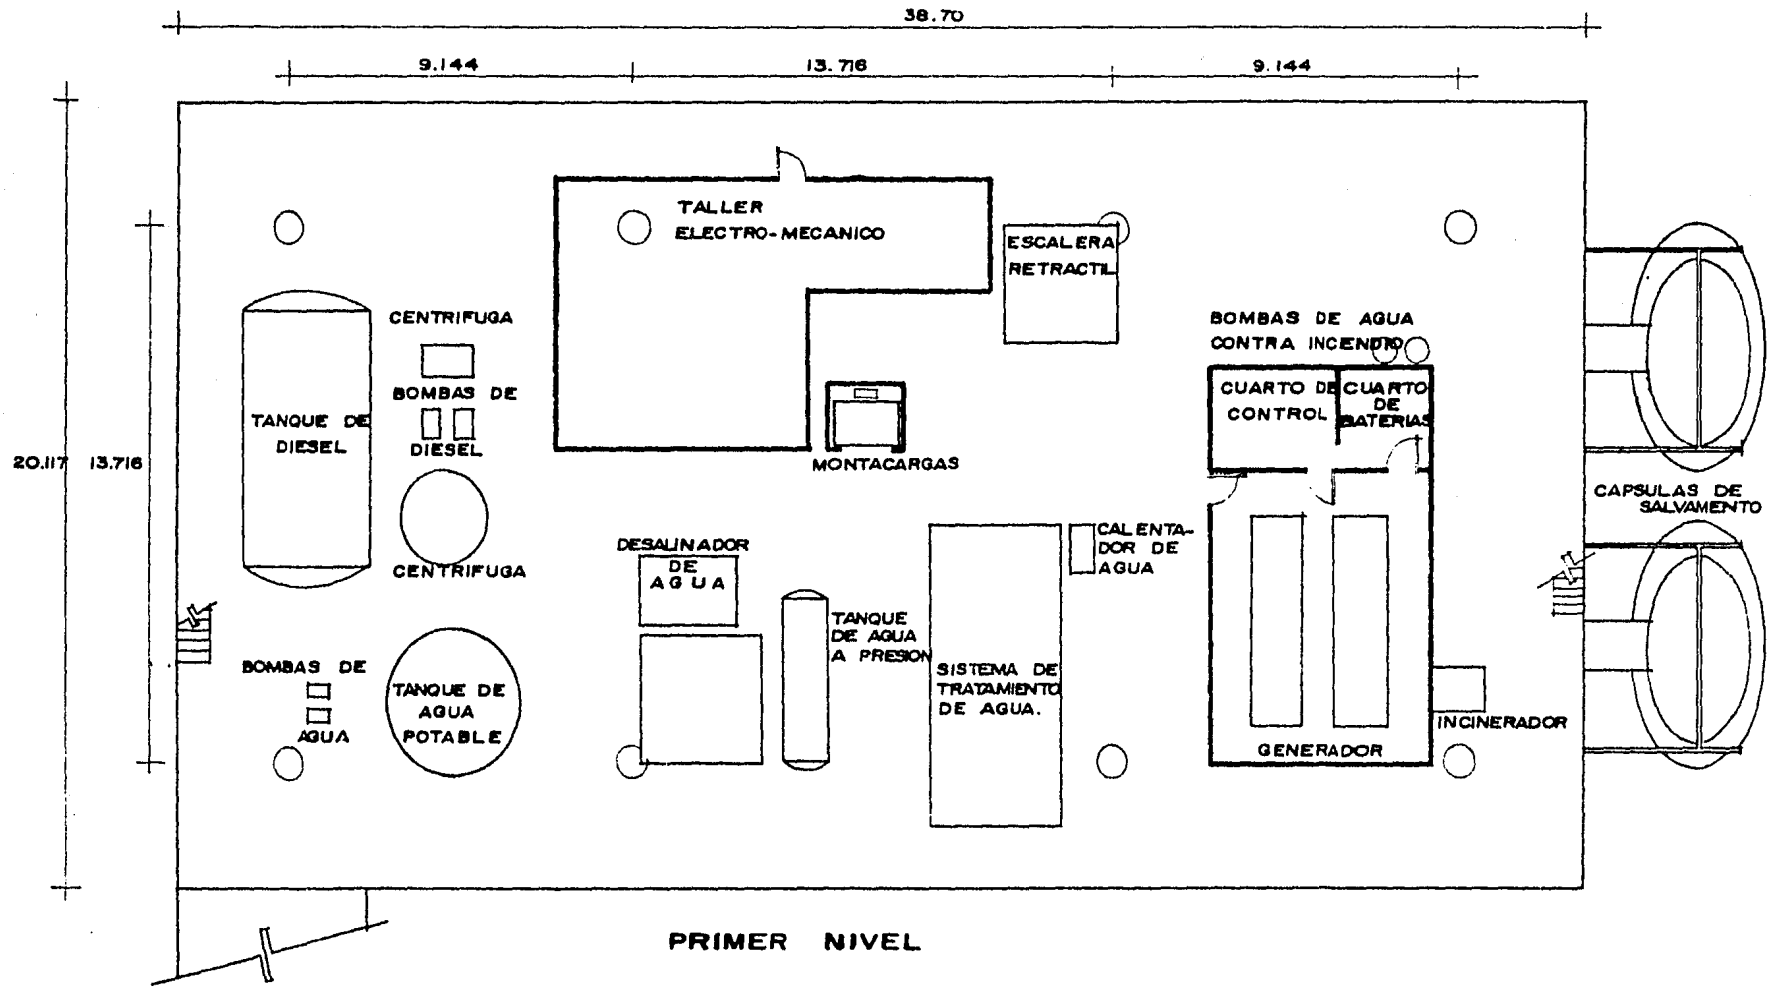 38.70
9.144
13.716
9.144
20.117
13.716
TALLER
ELECTRO-MECANICO
ESCALERA
RETRACTIL
CENTRIFUGA
BOMBAS DE
DIESEL
TANQUE DE
DIESEL
CENTRIFUGA
MONTACARGAS
BOMBAS DE AGUA
CONTRA INCENDIO
CUARTO DE
CONTROL
CUARTO
DE
BATERIAS
CAPSULAS DE
SALVAMENTO
DESALINADOR
DE
AGUA
CALENTA-
DOR DE
AGUA
TANQUE
DE AGUA
A PRESION
SISTEMA DE
TRATAMIENTO
DE AGUA.
BOMBAS DE
AGUA
TANQUE DE
AGUA
POTABLE
GENERADOR
INCINERADOR
PRIMER NIVEL